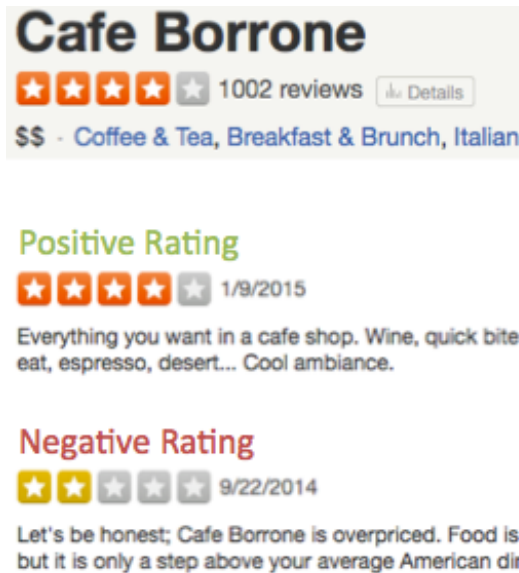 Cafe Borrone
1002 reviews Details
$$ · Coffee & Tea, Breakfast & Brunch, Italian
Positive Rating
1/9/2015
Everything you want in a cafe shop. Wine, quick bite
eat, espresso, desert... Cool ambiance.
Negative Rating
9/22/2014
Let's be honest; Cafe Borrone is overpriced. Food is
but it is only a step above your average American